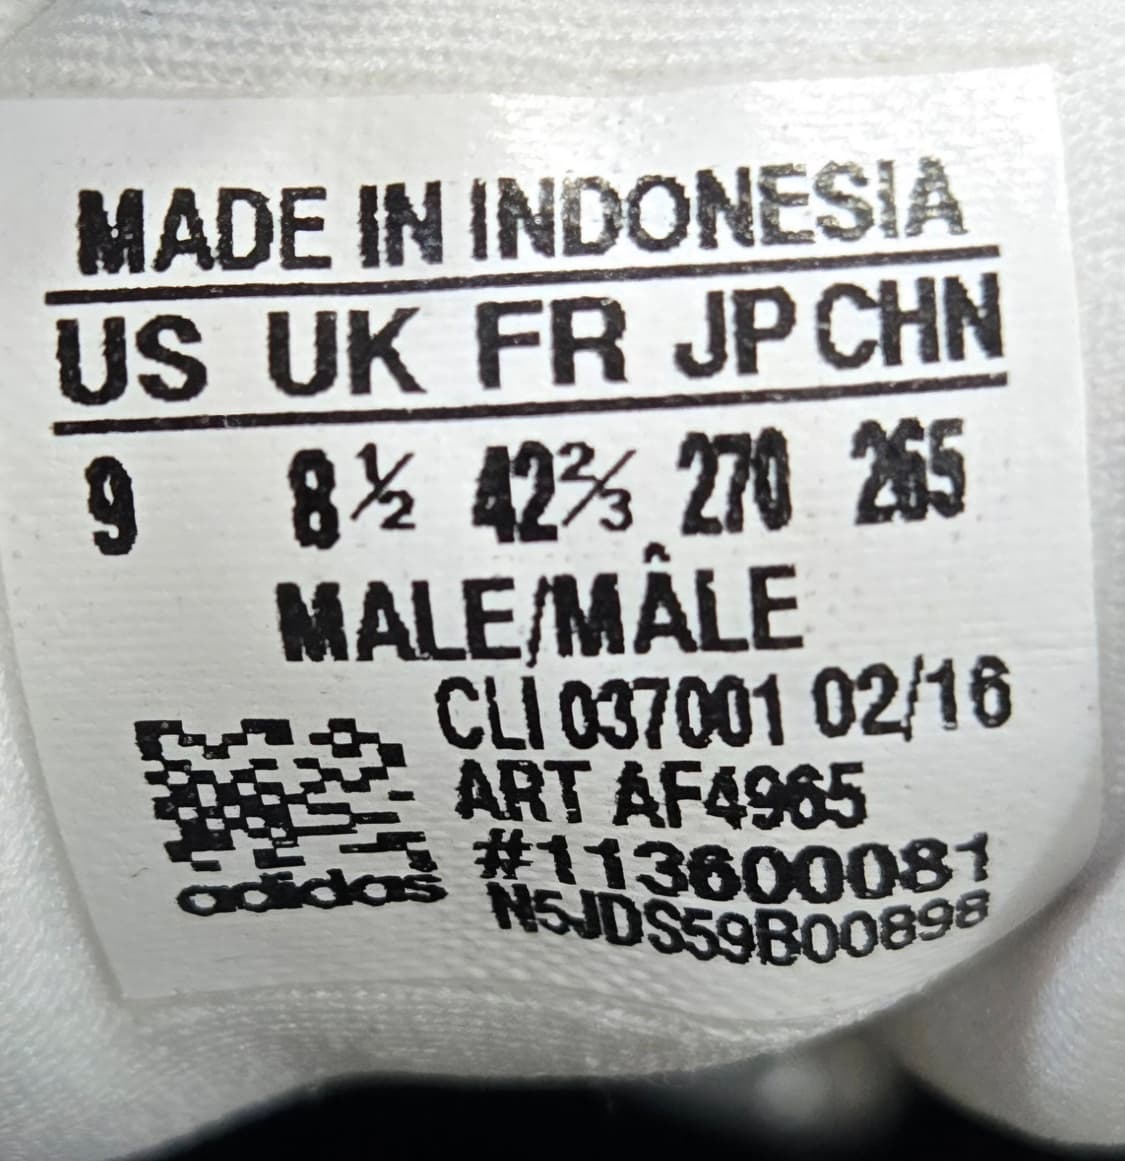 MADE IN INDONESIA
US UK FR JP CHN
9 8½ 42⅔ 270 265
MALE/MÂLE
CLI 037001 02/16
ART AF4965
#113600081
adidas
N5JDS59B00898